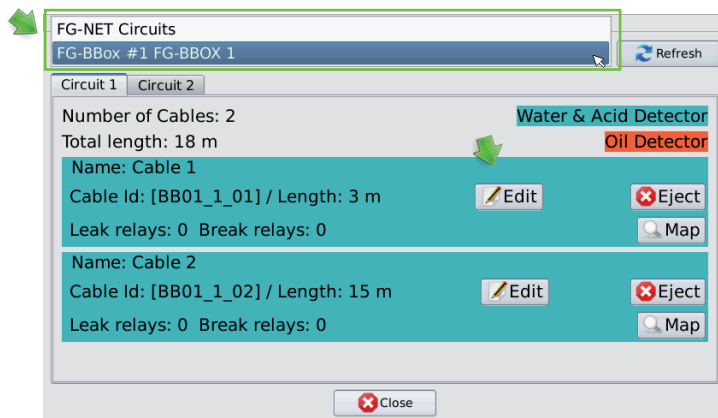 FG-NET Circuits
FG-BBox #1 FG-BBOX 1
Refresh
Circuit 1 Circuit 2
Number of Cables: 2 Water & Acid Detector
Total length: 18 m Oil Detector
Name: Cable 1
Cable Id: [BB01_1_01] / Length: 3 m Edit Eject
Leak relays: 0 Break relays: 0 Map
Name: Cable 2
Cable Id: [BB01_1_02] / Length: 15 m Edit Eject
Leak relays: 0 Break relays: 0 Map
Close